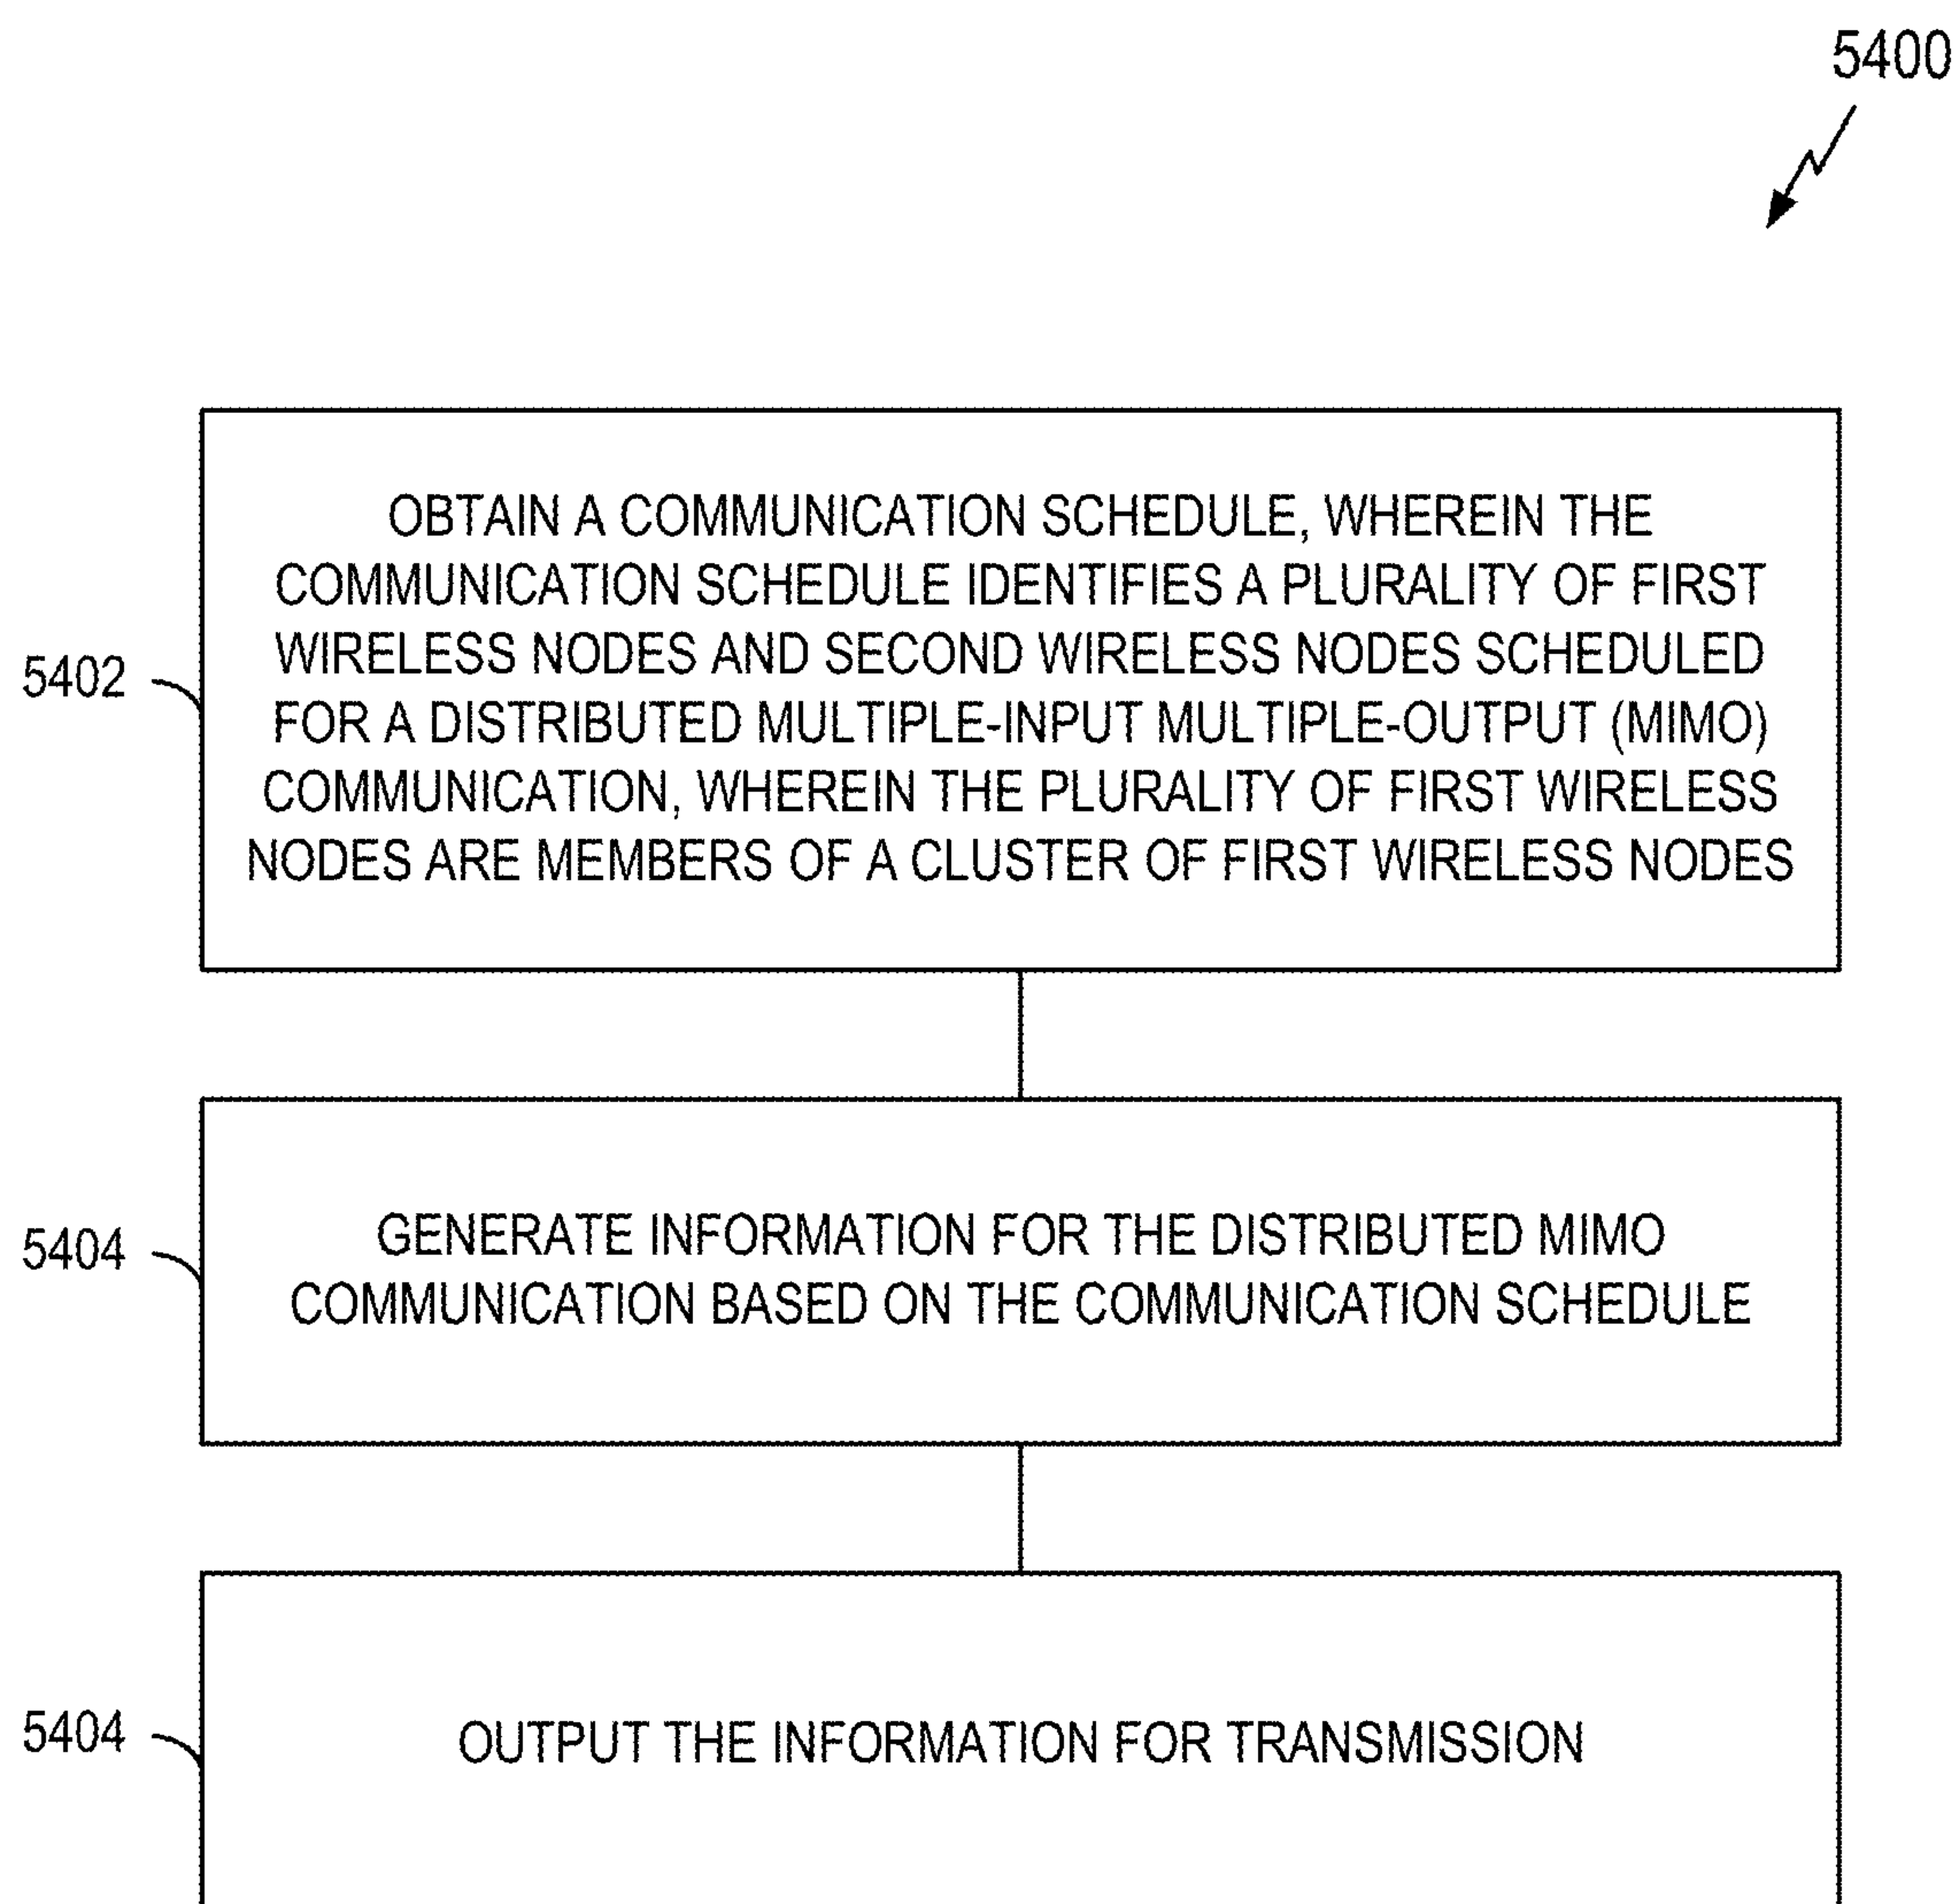 5400
OBTAIN A COMMUNICATION SCHEDULE, WHEREIN THE
COMMUNICATION SCHEDULE IDENTIFIES A PLURALITY OF FIRST
WIRELESS NODES AND SECOND WIRELESS NODES SCHEDULED
FOR A DISTRIBUTED MULTIPLE-INPUT MULTIPLE-OUTPUT (MIMO)
COMMUNICATION, WHEREIN THE PLURALITY OF FIRST WIRELESS
NODES ARE MEMBERS OF A CLUSTER OF FIRST WIRELESS NODES
5402
GENERATE INFORMATION FOR THE DISTRIBUTED MIMO
COMMUNICATION BASED ON THE COMMUNICATION SCHEDULE
5404
OUTPUT THE INFORMATION FOR TRANSMISSION
5404